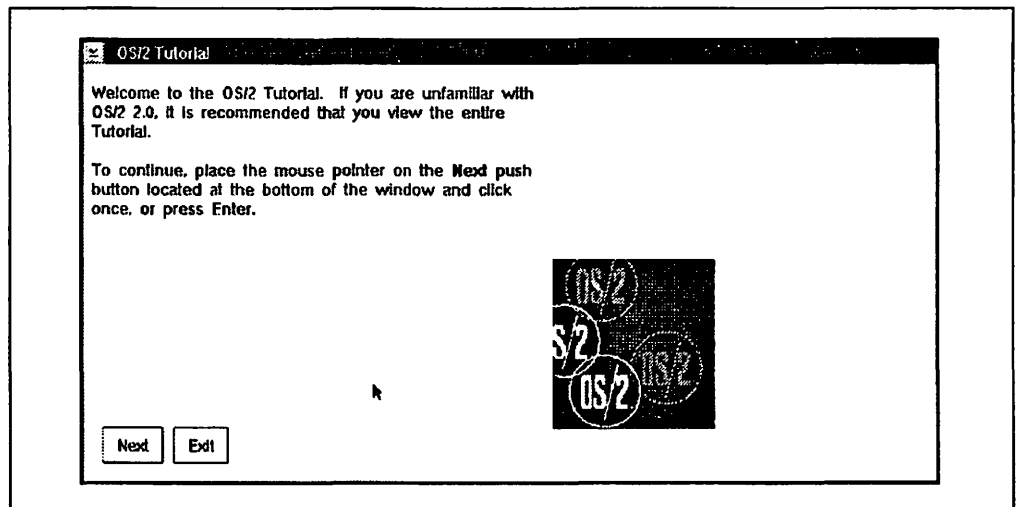 OS/2 Tutorial
Welcome to the OS/2 Tutorial. If you are unfamiliar with
OS/2 2.0, it is recommended that you view the entire
Tutorial.
To continue, place the mouse pointer on the Next push
button located at the bottom of the window and click
once, or press Enter.
OS/2
S/2
OS/2
OS/2
Next Exit